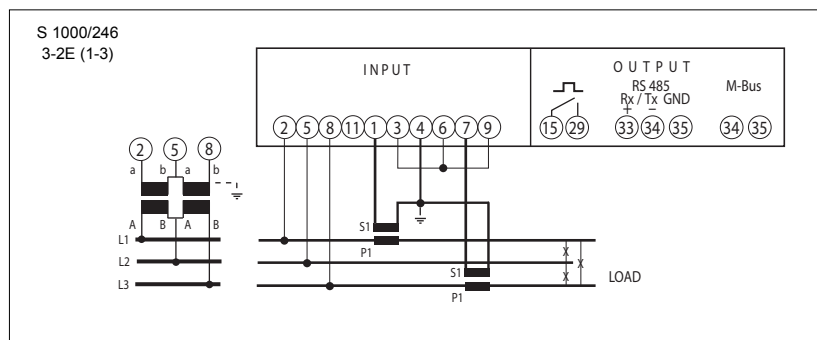 S 1000/246
3-2E (1-3)
INPUT
OUTPUT
RS 485
Rx / Tx GND
+ −
M-Bus
2 5 8 11 1 3 4 6 7 9
15 29 33 34 35 34 35
2 5 8
a b a b
A B A B
S1
P1
L1
L2
L3
S1
P1
x x
x
LOAD